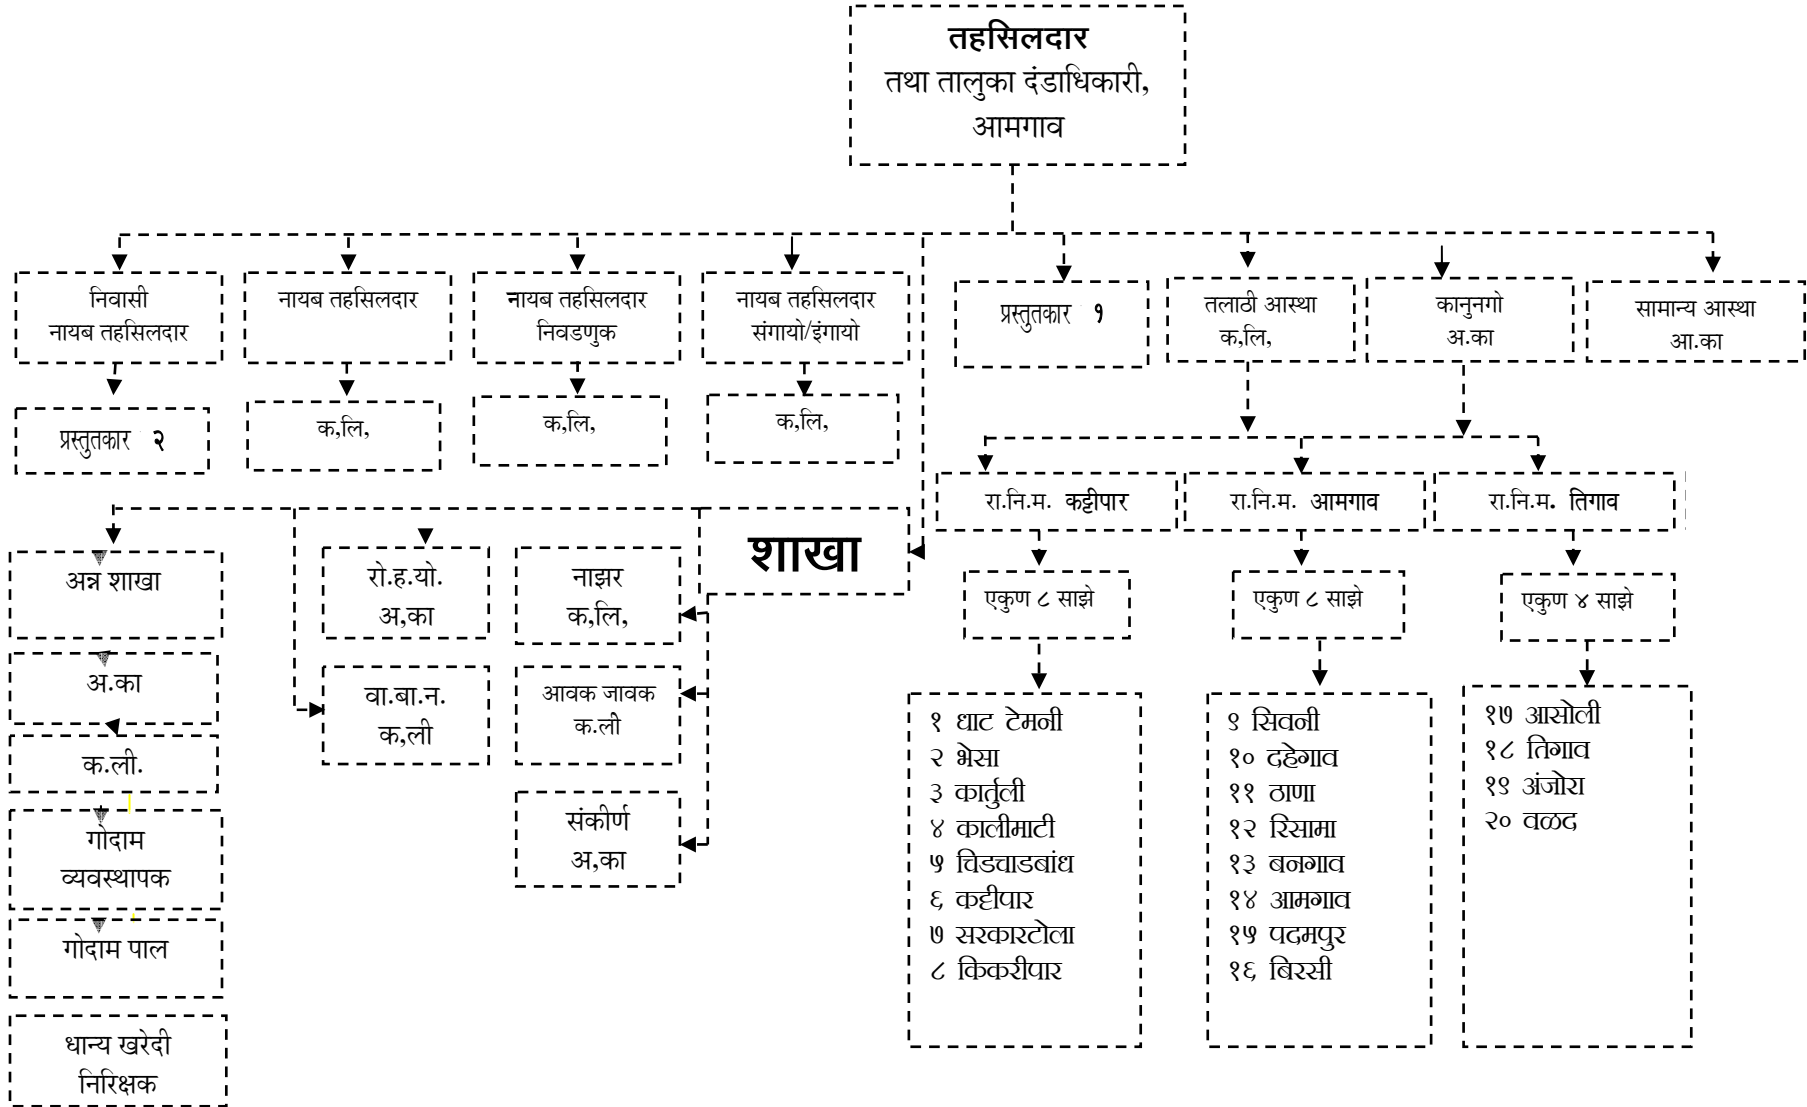 तहसिलदार
तथा तालुका दंडाधिकारी,
आमगाव
निवासी
नायब तहसिलदार
नायब तहसिलदार
नायब तहसिलदार
निवडणुक
नायब तहसिलदार
संगायो/इंगायो
प्रस्तुतकार १
तलाठी आस्था
क,लि,
कानुनगो
अ.का
सामान्य आस्था
आ.का
प्रस्तुतकार २
क,लि,
क,लि,
क,लि,
रा.नि.म. कट्टीपार
रा.नि.म. आमगाव
रा.नि.म. तिगाव
शाखा
अन्न शाखा
अ.का
क.ली.
गोदाम
व्यवस्थापक
गोदाम पाल
धान्य खरेदी
निरिक्षक
रो.ह.यो.
अ,का
वा.बा.न.
क,ली
नाझर
क,लि,
आवक जावक
क.ली
संकीर्ण
अ,का
एकुण ८ साझे
एकुण ८ साझे
एकुण ४ साझे
१ घाट टेमनी
२ भेसा
३ कार्तुली
४ कालीमाटी
५ चिडचाडबांध
६ कट्टीपार
७ सरकारटोला
८ किकरीपार
९ सिवनी
१० दहेगाव
११ ठाणा
१२ रिसामा
१३ बनगाव
१४ आमगाव
१५ पदमपुर
१६ बिरसी
१७ आसोली
१८ तिगाव
१९ अंजोरा
२० वळद